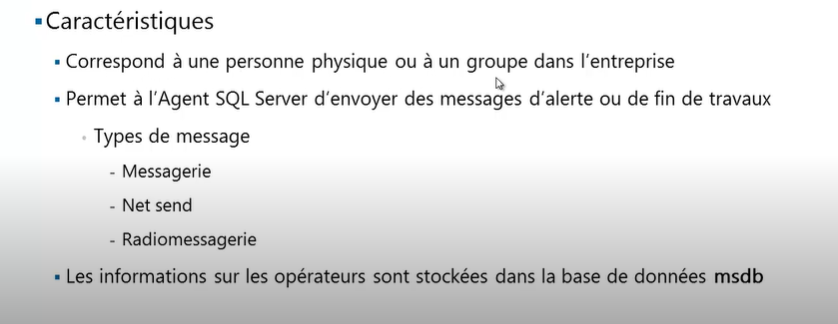 ▪Caractéristiques
▪ Correspond à une personne physique ou à un groupe dans l'entreprise
▪ Permet à l'Agent SQL Server d'envoyer des messages d'alerte ou de fin de travaux
• Types de message
- Messagerie
- Net send
- Radiomessagerie
▪ Les informations sur les opérateurs sont stockées dans la base de données msdb